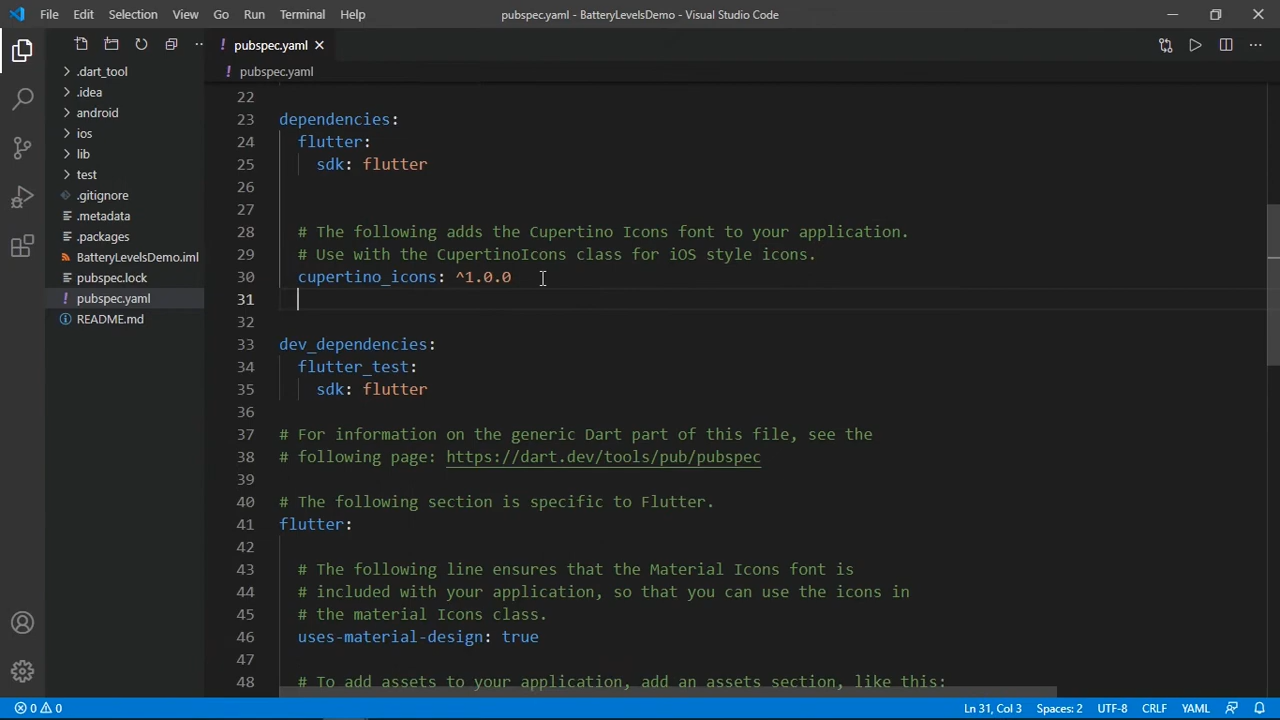 File Edit Selection View Go Run Terminal Help
pubspec.yaml - BatteryLevelsDemo - Visual Studio Code
pubspec.yaml
pubspec.yaml
.dart_tool
.idea
android
ios
lib
test
.gitignore
.metadata
.packages
BatteryLevelsDemo.iml
pubspec.lock
pubspec.yaml
README.md
22
23 dependencies:
24 flutter:
25 sdk: flutter
26
27
28 # The following adds the Cupertino Icons font to your application.
29 # Use with the CupertinoIcons class for iOS style icons.
30 cupertino_icons: ^1.0.0
31
32
33 dev_dependencies:
34 flutter_test:
35 sdk: flutter
36
37 # For information on the generic Dart part of this file, see the
38 # following page: https://dart.dev/tools/pub/pubspec
39
40 # The following section is specific to Flutter.
41 flutter:
42
43 # The following line ensures that the Material Icons font is
44 # included with your application, so that you can use the icons in
45 # the material Icons class.
46 uses-material-design: true
47
48 # To add assets to your application, add an assets section, like this:
0 0 Ln 31, Col 3 Spaces: 2 UTF-8 CRLF YAML